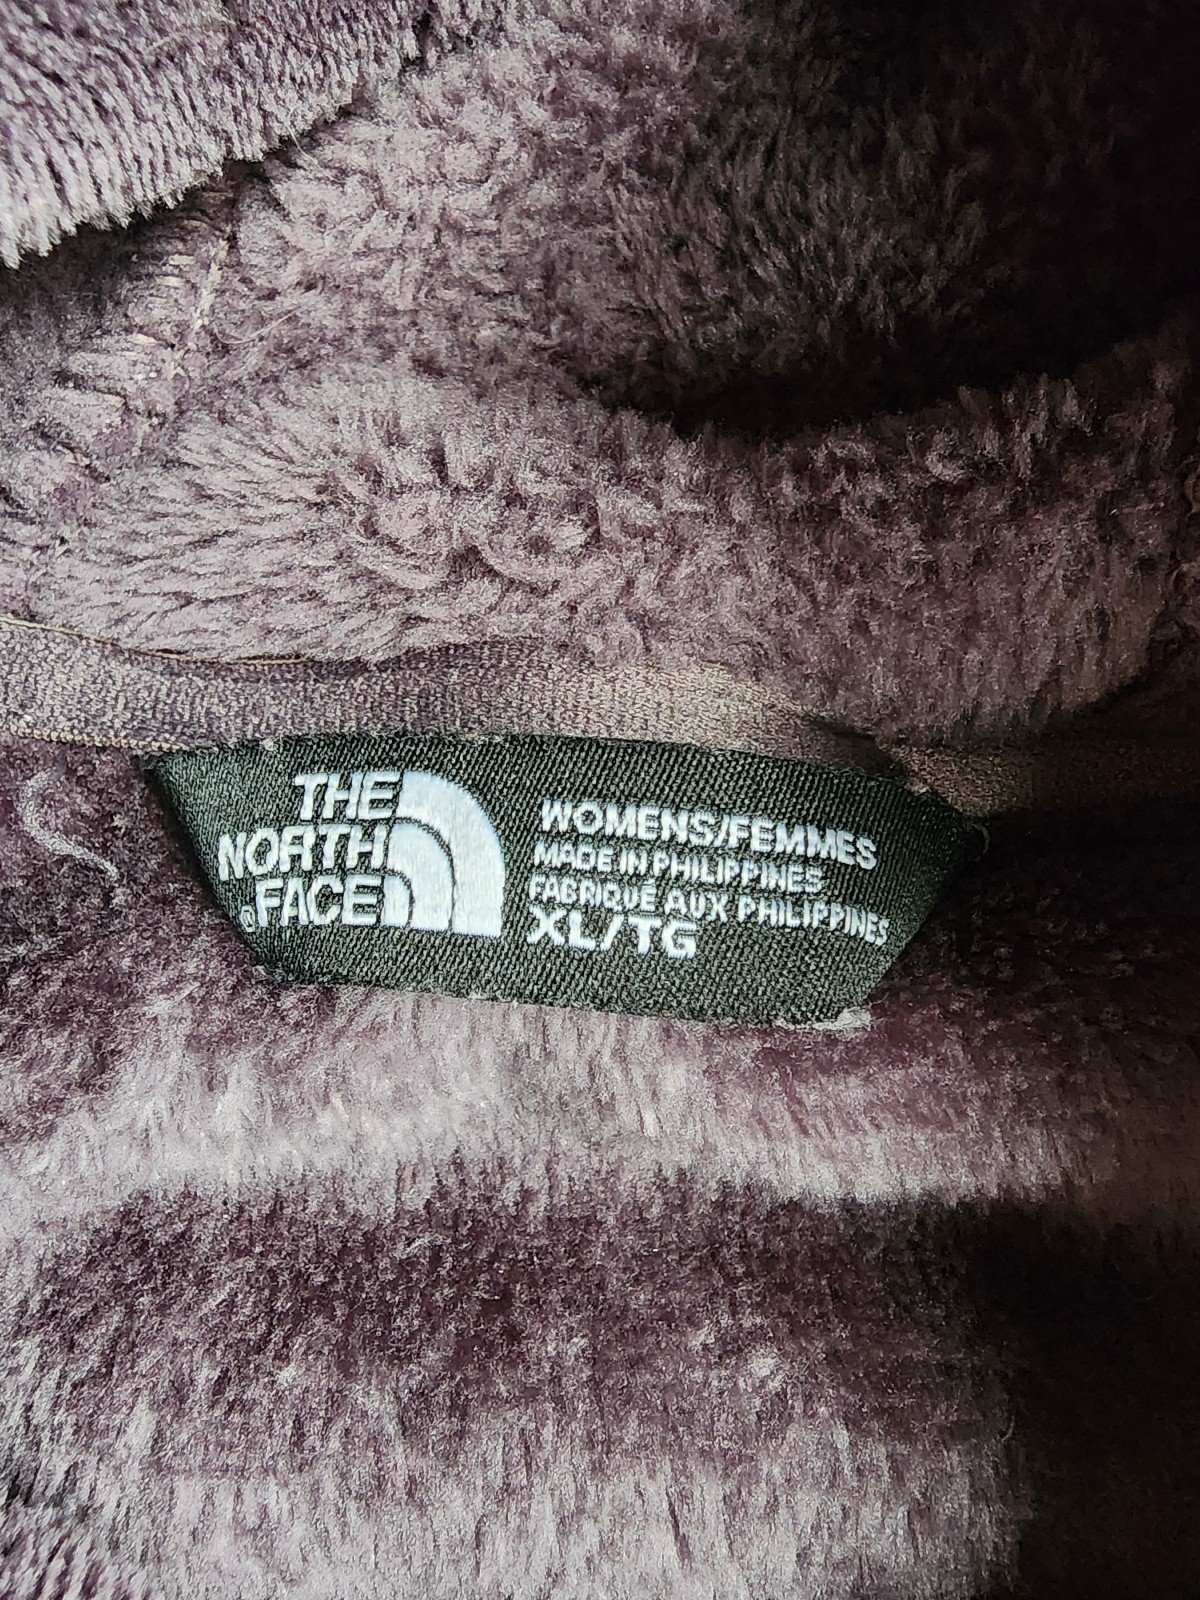 THE
NORTH
FACE®
WOMENS/FEMMES
MADE IN PHILIPPINES
FABRIQUÉ AUX PHILIPPINES
XL/TG